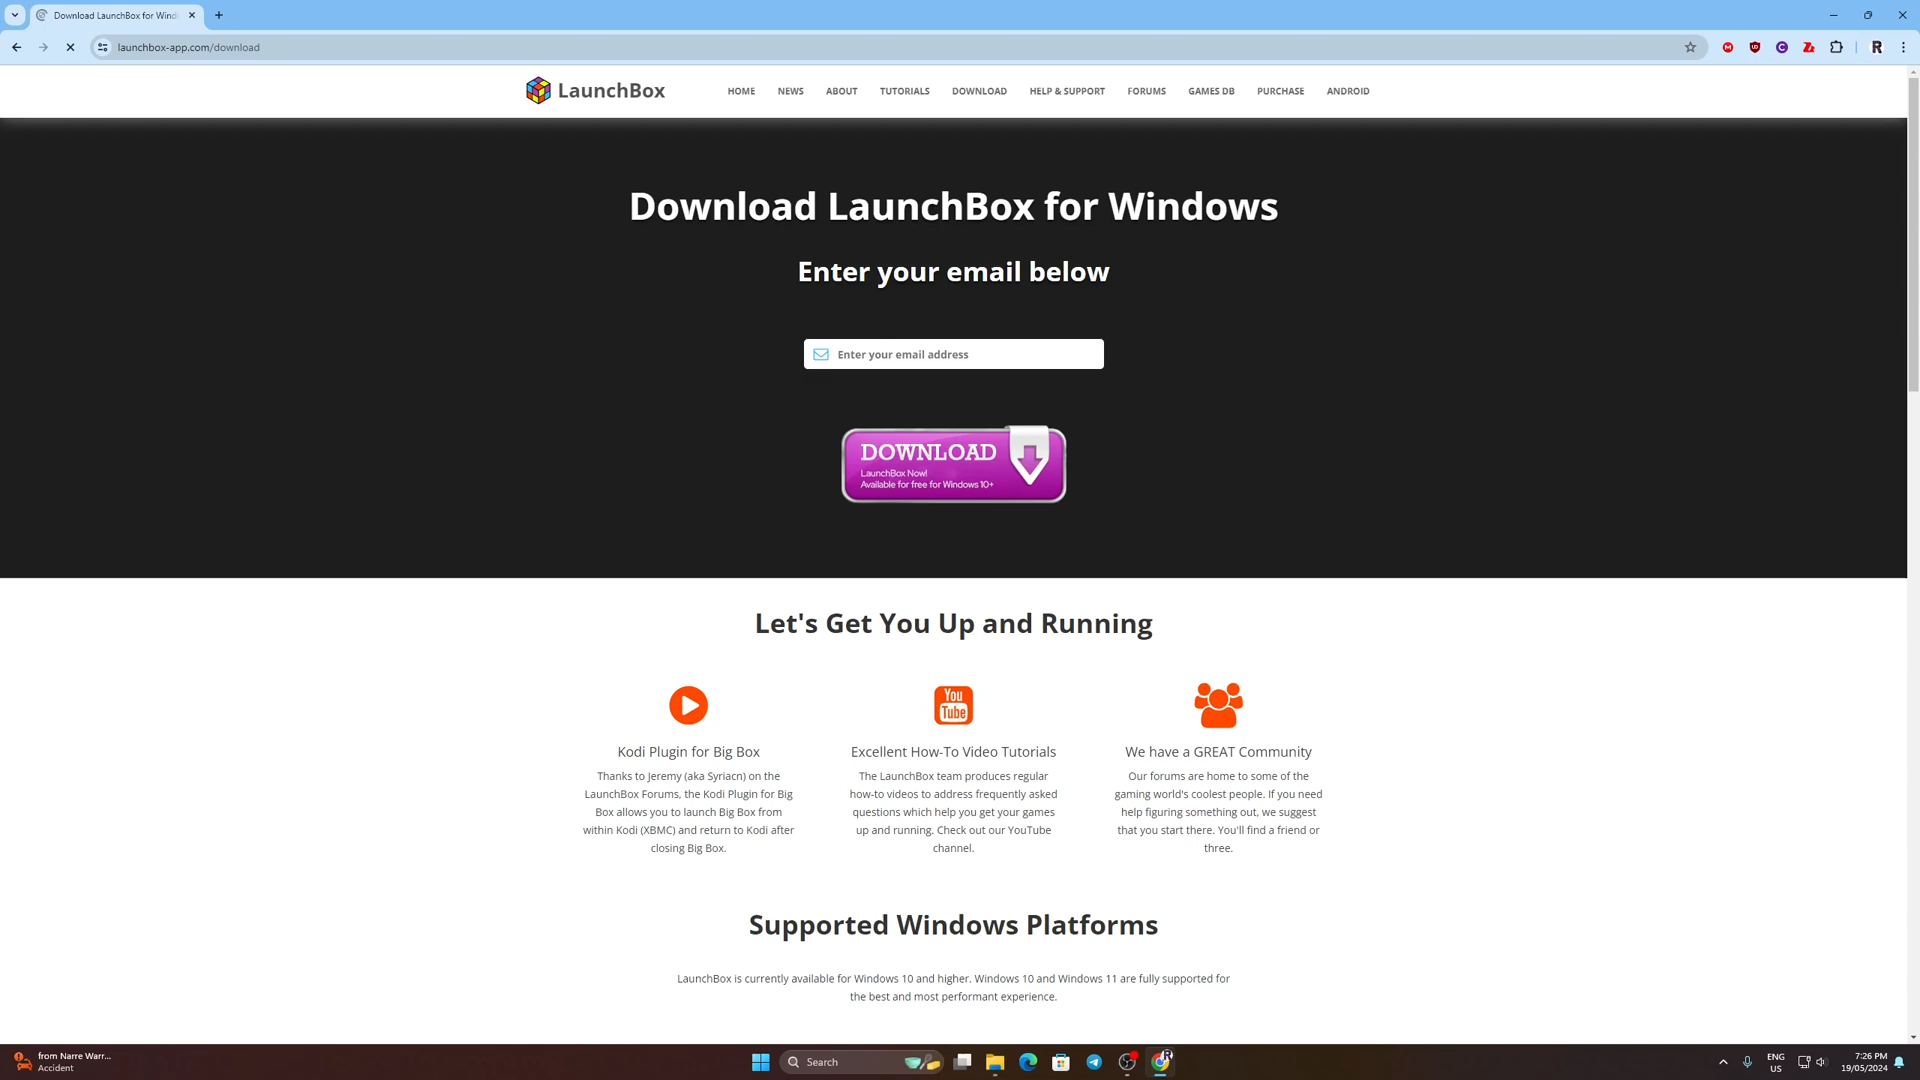 Download LaunchBox for Wind
launchbox-app.com/download
LaunchBox
HOME
NEWS
ABOUT
TUTORIALS
DOWNLOAD
HELP & SUPPORT
FORUMS
GAMES DB
PURCHASE
ANDROID
Download LaunchBox for Windows
Enter your email below
Enter your email address
DOWNLOAD
LaunchBox Now!
Available for free for Windows 10+
Let's Get You Up and Running
You
Tube
Kodi Plugin for Big Box
Thanks to Jeremy (aka Syriacn) on the
LaunchBox Forums, the Kodi Plugin for Big
Box allows you to launch Big Box from
within Kodi (XBMC) and return to Kodi after
closing Big Box.
Excellent How-To Video Tutorials
The LaunchBox team produces regular
how-to videos to address frequently asked
questions which help you get your games
up and running. Check out our YouTube
channel.
We have a GREAT Community
Our forums are home to some of the
gaming world's coolest people. If you need
help figuring something out, we suggest
that you start there. You'll find a friend or
three.
Supported Windows Platforms
LaunchBox is currently available for Windows 10 and higher. Windows 10 and Windows 11 are fully supported for
the best and most performant experience.
from Narre Warr...
Accident
Search
ENG
US
7:26 PM
19/05/2024